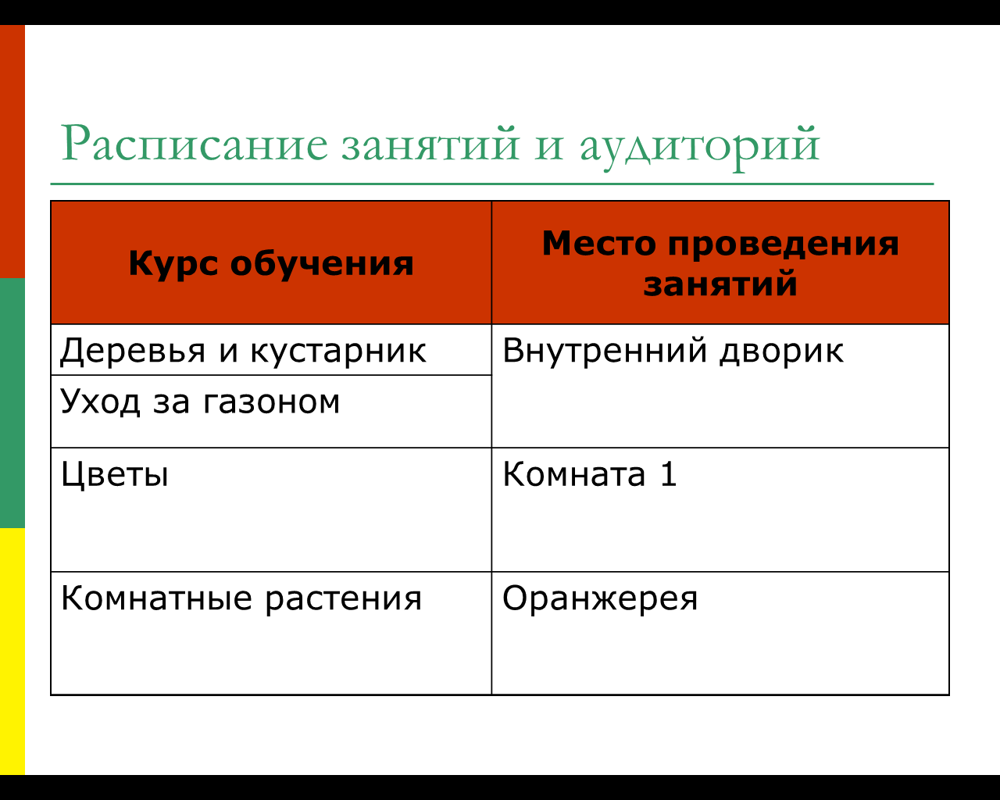 Расписание занятий и аудиторий
Курс обучения
Место проведения
занятий
Деревья и кустарник
Внутренний дворик
Уход за газоном
Цветы
Комната 1
Комнатные растения
Оранжерея